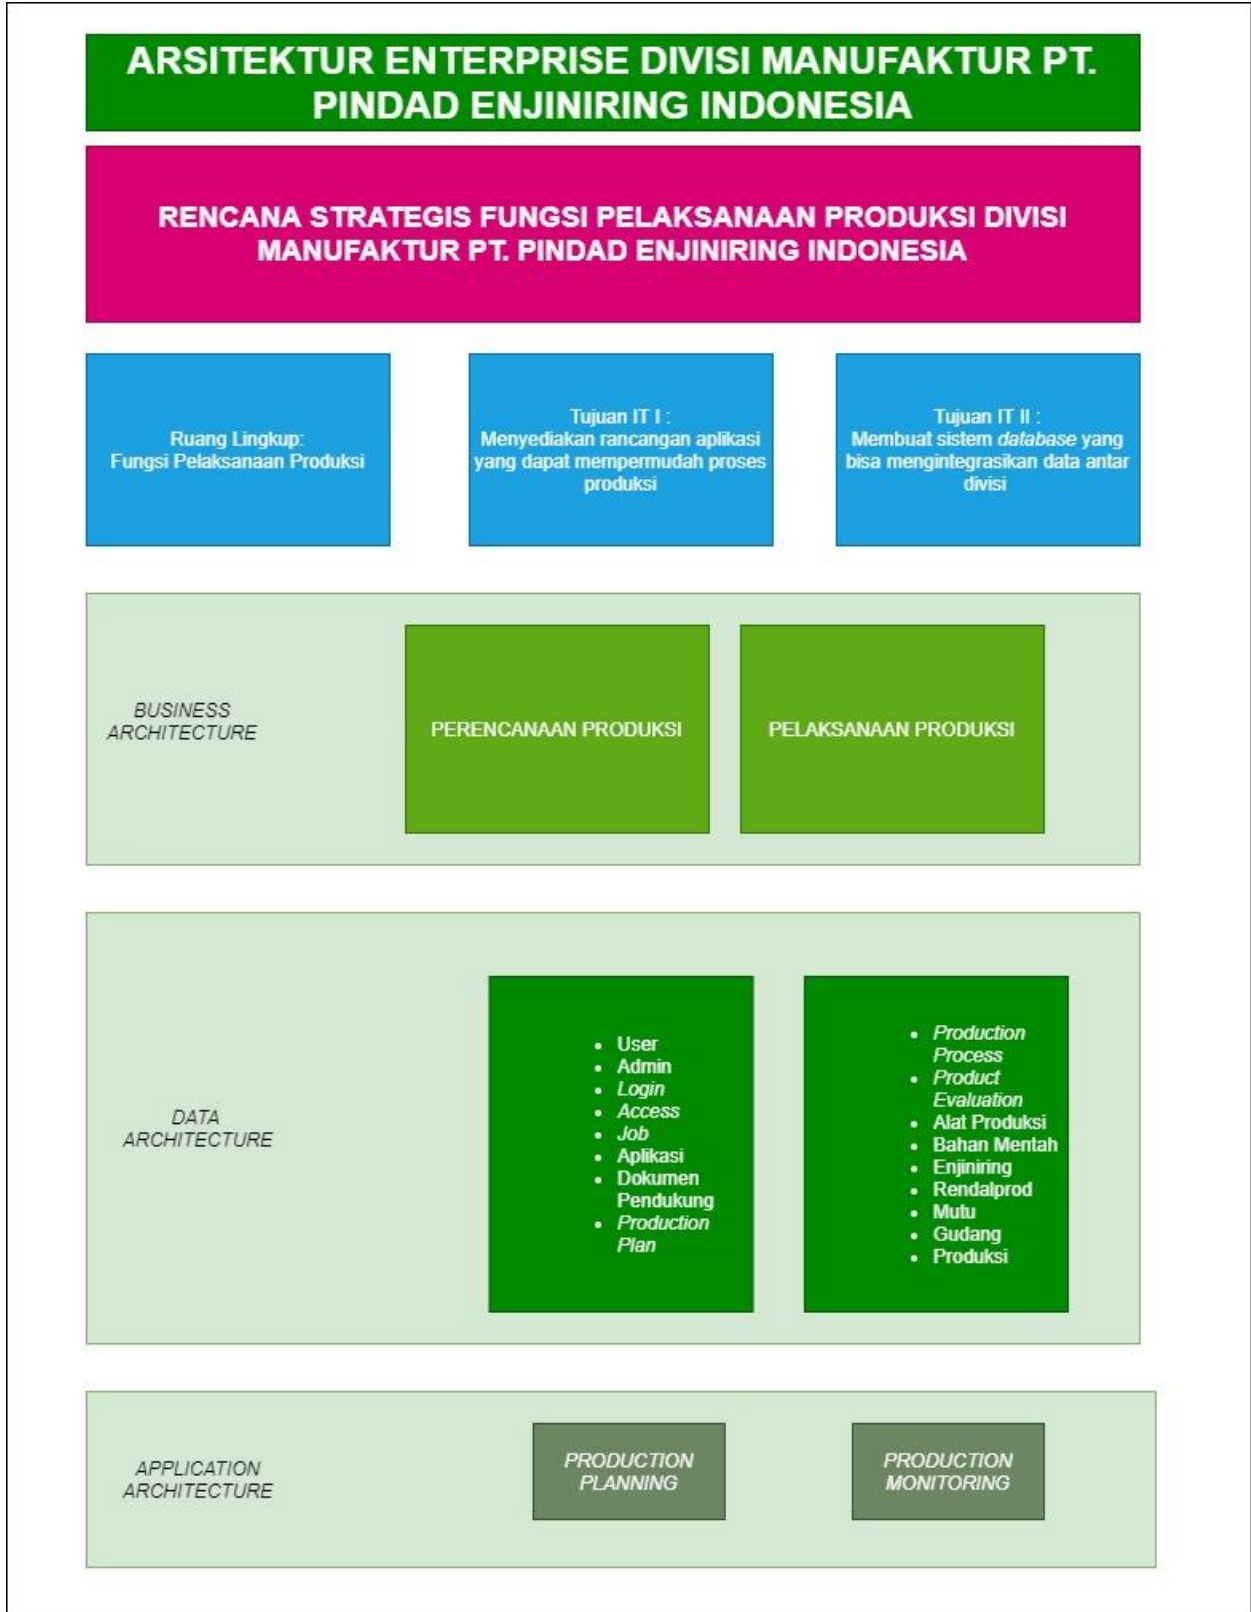 ARSITEKTUR ENTERPRISE DIVISI MANUFAKTUR PT.
PINDAD ENJINIRING INDONESIA
RENCANA STRATEGIS FUNGSI PELAKSANAAN PRODUKSI DIVISI
MANUFAKTUR PT. PINDAD ENJINIRING INDONESIA
Ruang Lingkup:
Fungsi Pelaksanaan Produksi
Tujuan IT I :
Menyediakan rancangan aplikasi
yang dapat mempermudah proses
produksi
Tujuan IT II :
Membuat sistem database yang
bisa mengintegrasikan data antar
divisi
BUSINESS
ARCHITECTURE
PERENCANAAN PRODUKSI
PELAKSANAAN PRODUKSI
DATA
ARCHITECTURE
• User
• Admin
• Login
• Access
• Job
• Aplikasi
• Dokumen
Pendukung
• Production
Plan
• Production
Process
• Product
Evaluation
• Alat Produksi
• Bahan Mentah
• Enjiniring
• Rendalprod
• Mutu
• Gudang
• Produksi
APPLICATION
ARCHITECTURE
PRODUCTION
PLANNING
PRODUCTION
MONITORING